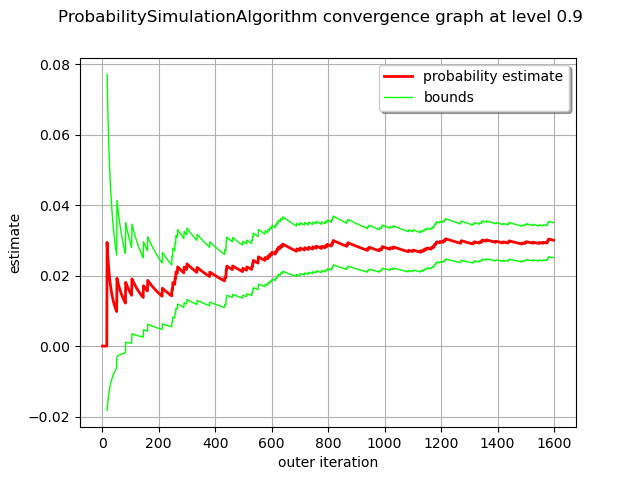 ProbabilitySimulationAlgorithm convergence graph at level 0.9
probability estimate
bounds
0.08
0.06
0.04
0.02
0.00
−0.02
estimate
0 200 400 600 800 1000 1200 1400 1600
outer iteration